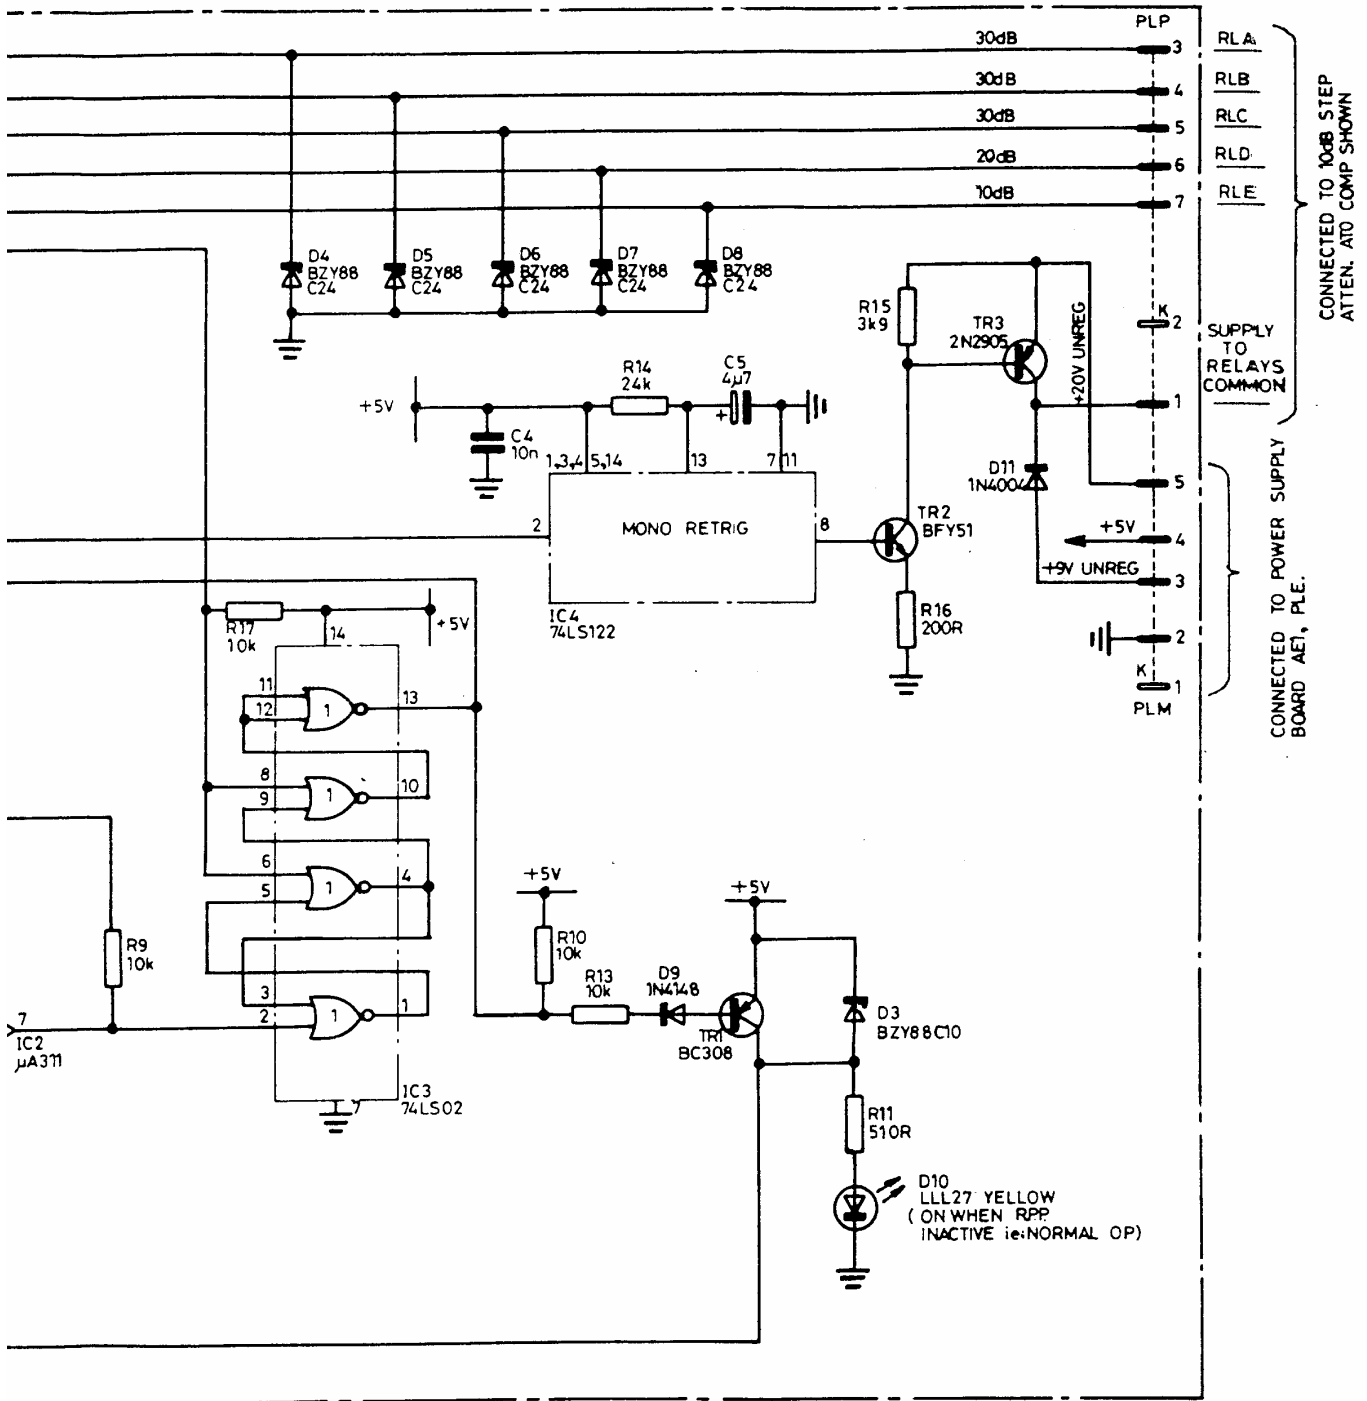 PLP
30dB
3
RLA
30dB
4
RLB
30dB
5
RLC
20dB
6
RLD
10dB
7
RLE
CONNECTED TO 10dB STEP
ATTEN. ATO COMP SHOWN
D4
BZY88
C24
D5
BZY88
C24
D6
BZY88
C24
D7
BZY88
C24
D8
BZY88
C24
R15
3k9
TR3
2N2905
+20V UNREG
K
2
SUPPLY
TO
RELAYS
COMMON
1
+5V
R14
24k
C5
4µ7
+
C4
10n
1,3,4
5,14
13
7
11
2
MONO RETRIG
8
IC4
74LS122
TR2
BFY51
R16
200R
D11
1N4004
5
+5V
4
+9V UNREG
3
2
K
1
PLM
CONNECTED TO POWER SUPPLY
BOARD AE1, PLE.
R17
10k
14
+5V
11
12
1
13
8
9
1
10
6
5
1
4
3
2
1
1
7
IC3
74LS02
R9
10k
7
IC2
µA311
+5V
R10
10k
R13
10k
D9
1N4148
+5V
TR1
BC308
D3
BZY88C10
R11
510R
D10
LLL27 YELLOW
(ON WHEN RPP
INACTIVE ie:NORMAL OP)